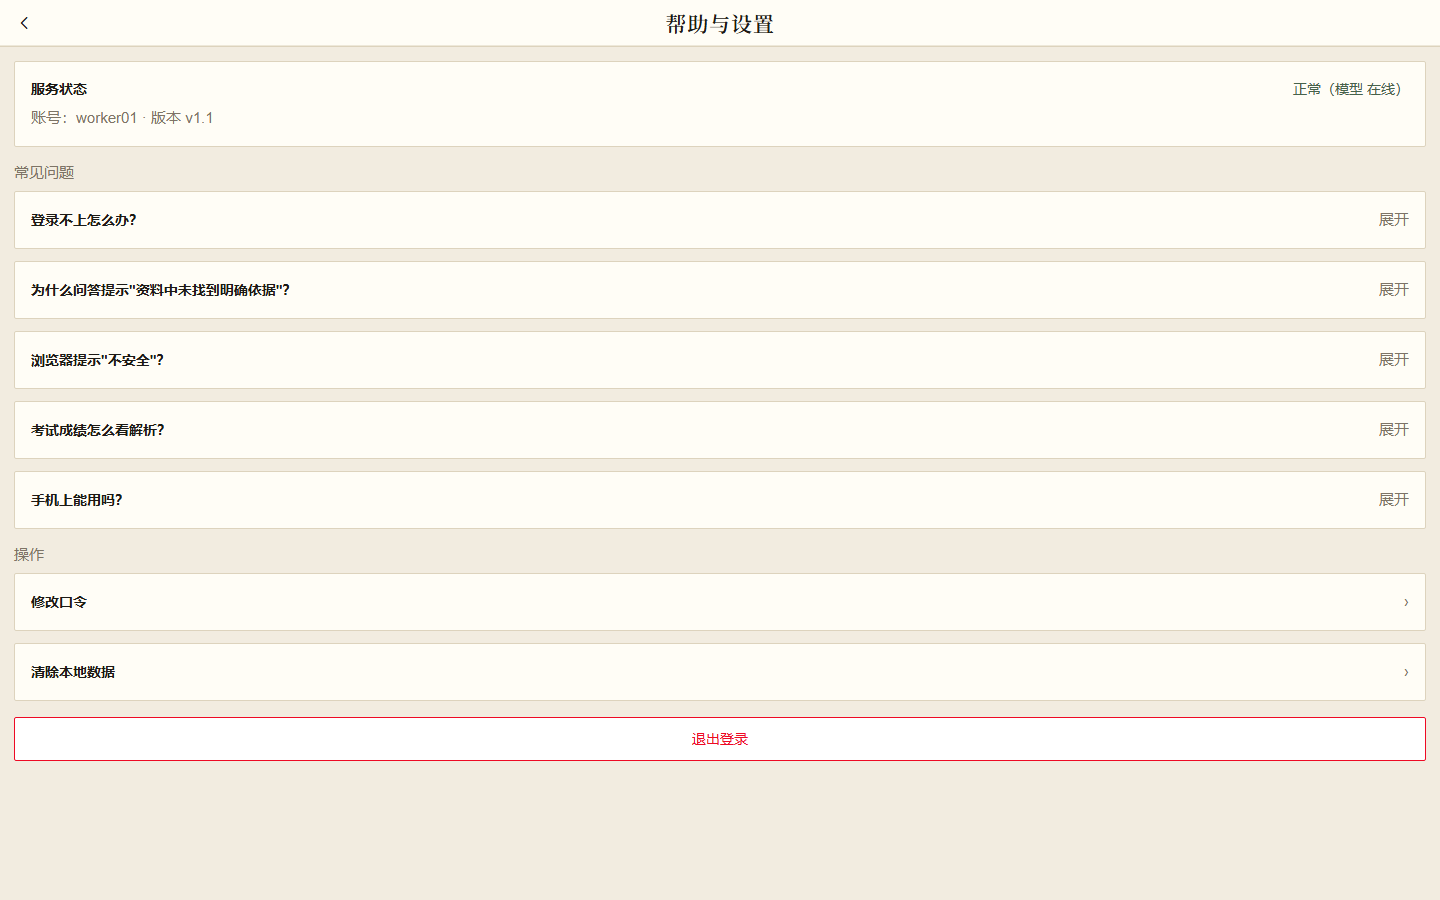 帮助与设置
服务状态
正常（模型 在线）
账号：worker01 · 版本 v1.1
常见问题
登录不上怎么办？
展开
为什么问答提示"资料中未找到明确依据"？
展开
浏览器提示"不安全"？
展开
考试成绩怎么看解析？
展开
手机上能用吗？
展开
操作
修改口令
›
清除本地数据
›
退出登录